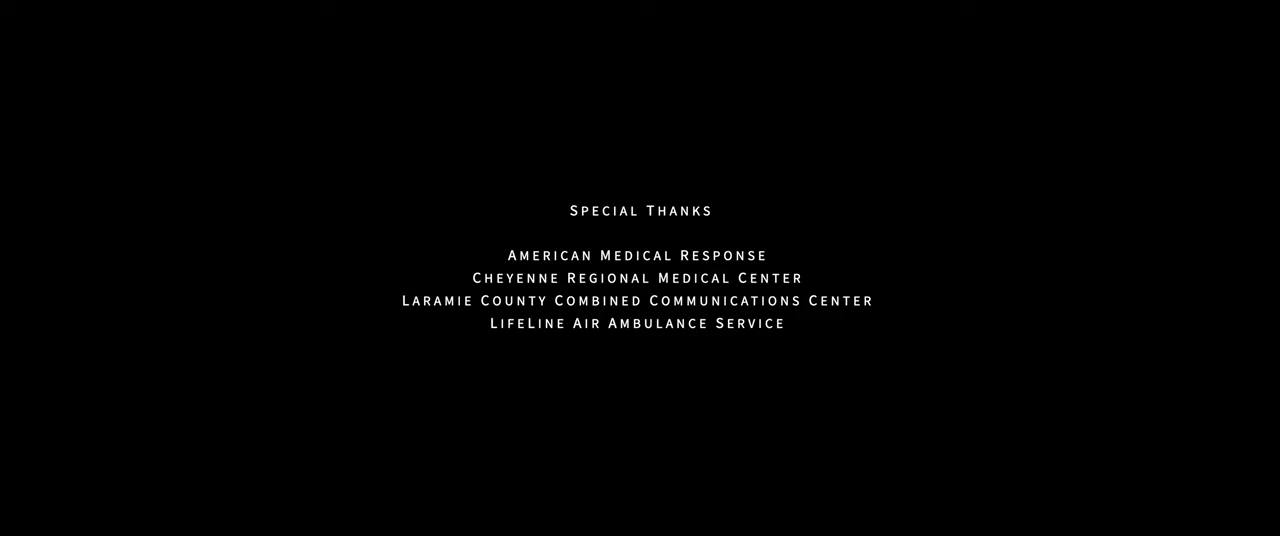 Special Thanks
American Medical Response
Cheyenne Regional Medical Center
Laramie County Combined Communications Center
LifeLine Air Ambulance Service